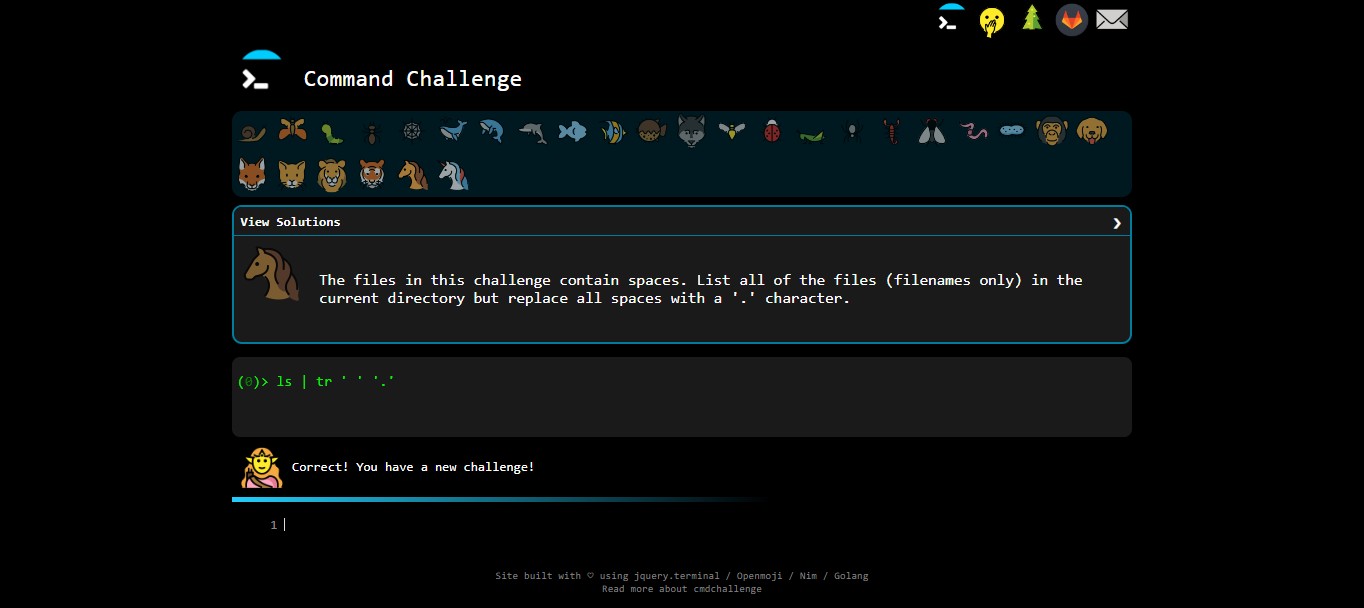 Command Challenge
View Solutions
The files in this challenge contain spaces. List all of the files (filenames only) in the
current directory but replace all spaces with a '.' character.
(0)> ls | tr ' ' '.'
Correct! You have a new challenge!
1
Site built with ♡ using jquery.terminal / Openmoji / Nim / Golang
Read more about cmdchallenge